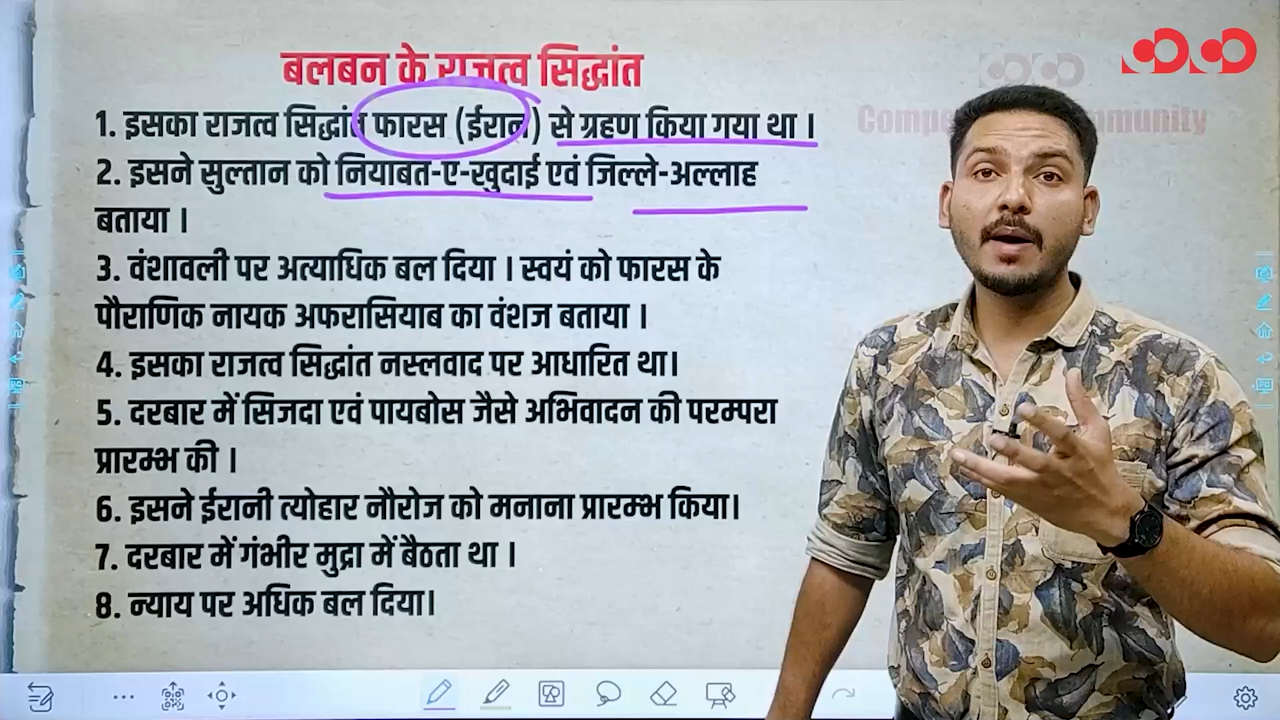 बलबन के राजत्व सिद्धांत
1. इसका राजत्व सिद्धांत फारस (ईरान) से ग्रहण किया गया था ।
2. इसने सुल्तान को नियाबत-ए-खुदाई एवं जिल्ले-अल्लाह
बताया ।
3. वंशावली पर अत्याधिक बल दिया । स्वयं को फारस के
पौराणिक नायक अफरासियाब का वंशज बताया ।
4. इसका राजत्व सिद्धांत नस्लवाद पर आधारित था।
5. दरबार में सिजदा एवं पायबोस जैसे अभिवादन की परम्परा
प्रारम्भ की ।
6. इसने ईरानी त्योहार नौरोज को मनाना प्रारम्भ किया।
7. दरबार में गंभीर मुद्रा में बैठता था ।
8. न्याय पर अधिक बल दिया।